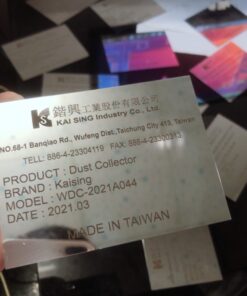 KS 鍇興工業股份有限公司
KAI SING Industry Co., Ltd.
NO.68-1 Banqiao Rd., Wufeng Dist, Taichung City 413, Taiwan
TELL: 886-4-23304119 FAX: 886-4-23300313
PRODUCT : Dust Collector
BRAND : Kaising
MODEL : WDC-2021A044
DATE : 2021.03
MADE IN TAIWAN